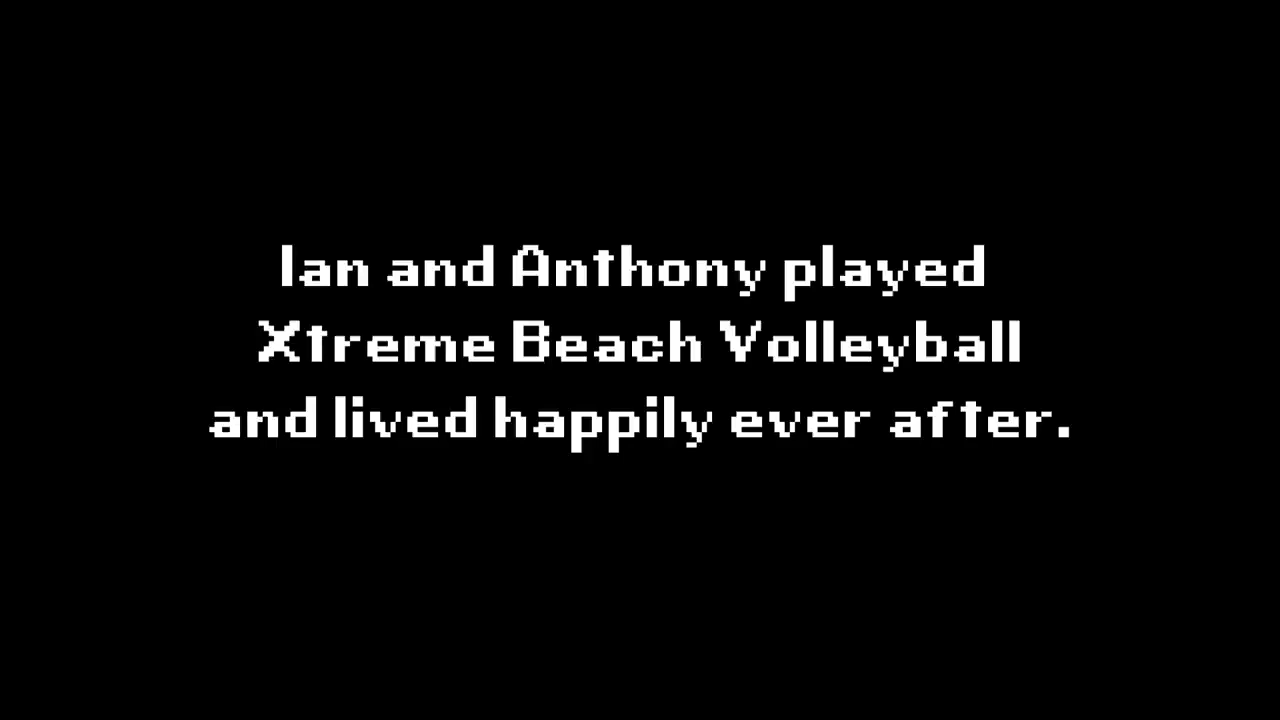 Ian and Anthony played
Xtreme Beach Volleyball
and lived happily ever after.